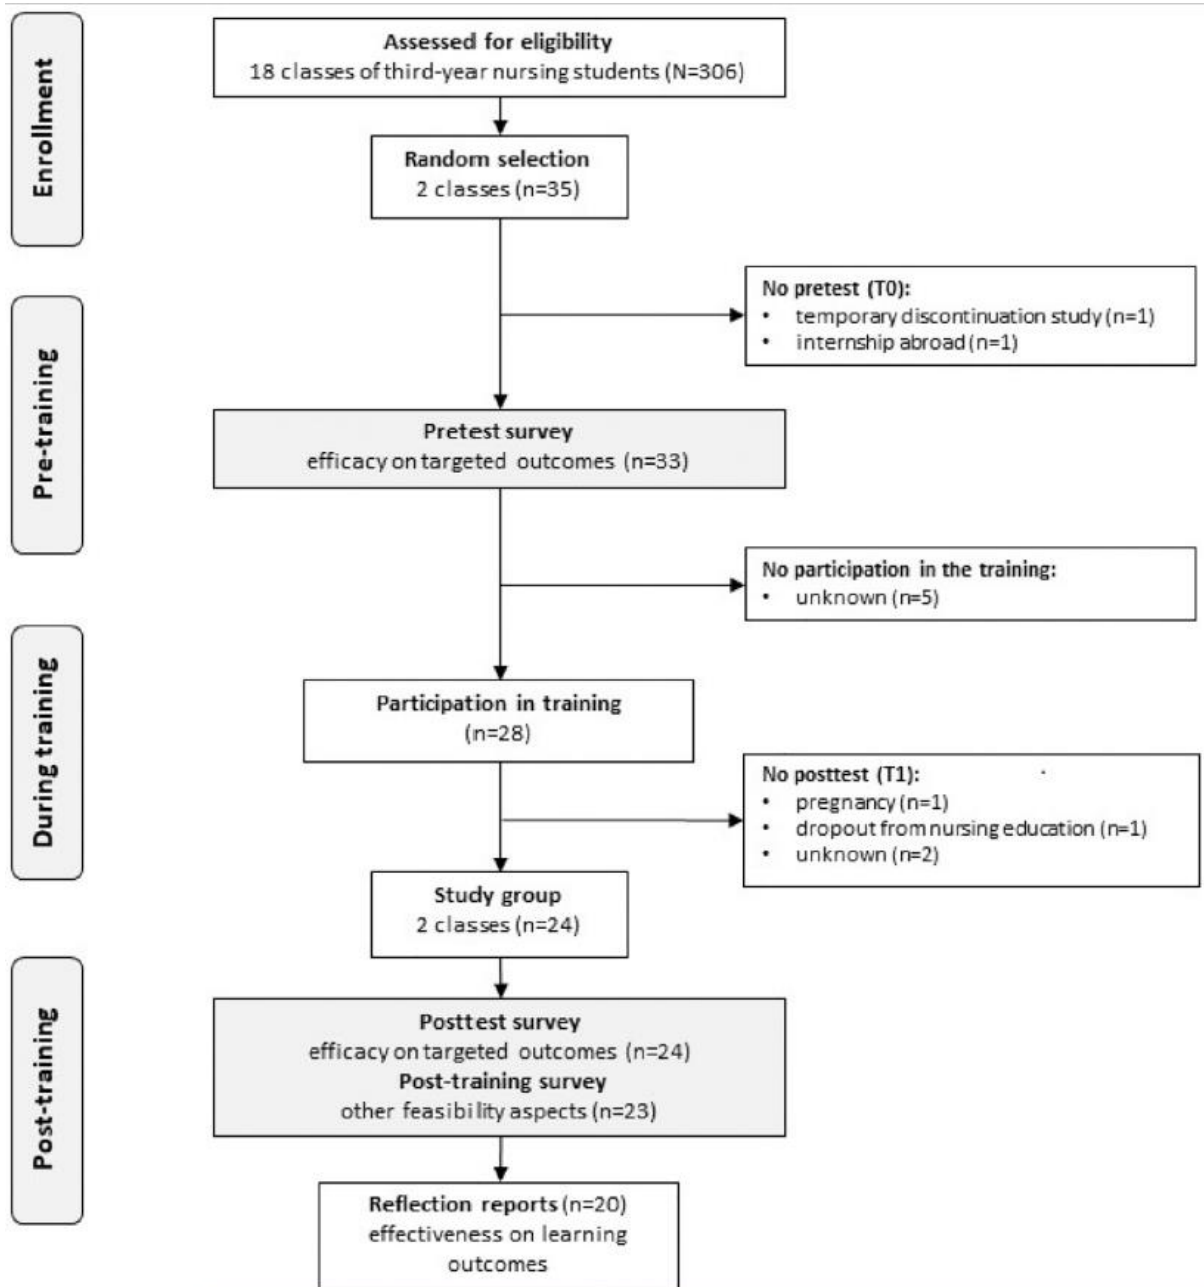 Enrollment
Assessed for eligibility
18 classes of third-year nursing students (N=306)
Random selection
2 classes (n=35)
No pretest (T0):
• temporary discontinuation study (n=1)
• internship abroad (n=1)
Pre-training
Pretest survey
efficacy on targeted outcomes (n=33)
No participation in the training:
• unknown (n=5)
During training
Participation in training
(n=28)
No posttest (T1):
• pregnancy (n=1)
• dropout from nursing education (n=1)
• unknown (n=2)
Study group
2 classes (n=24)
Post-training
Posttest survey
efficacy on targeted outcomes (n=24)
Post-training survey
other feasibility aspects (n=23)
Reflection reports (n=20)
effectiveness on learning
outcomes